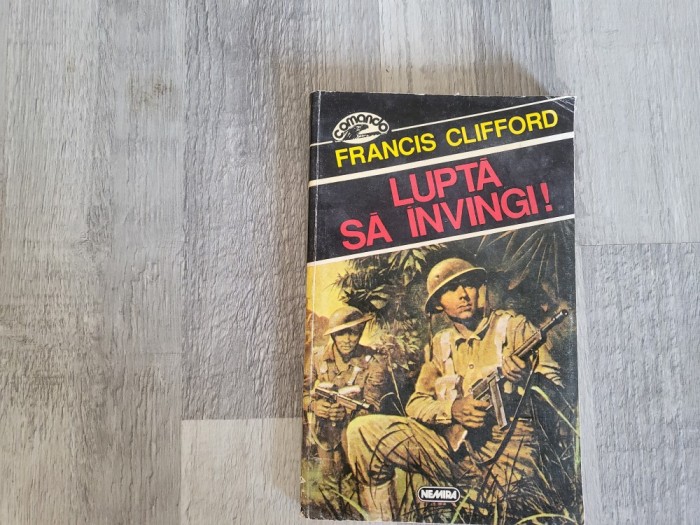 comando
FRANCIS CLIFFORD
LUPTĂ
SĂ ÎNVINGI!
NEMIRA